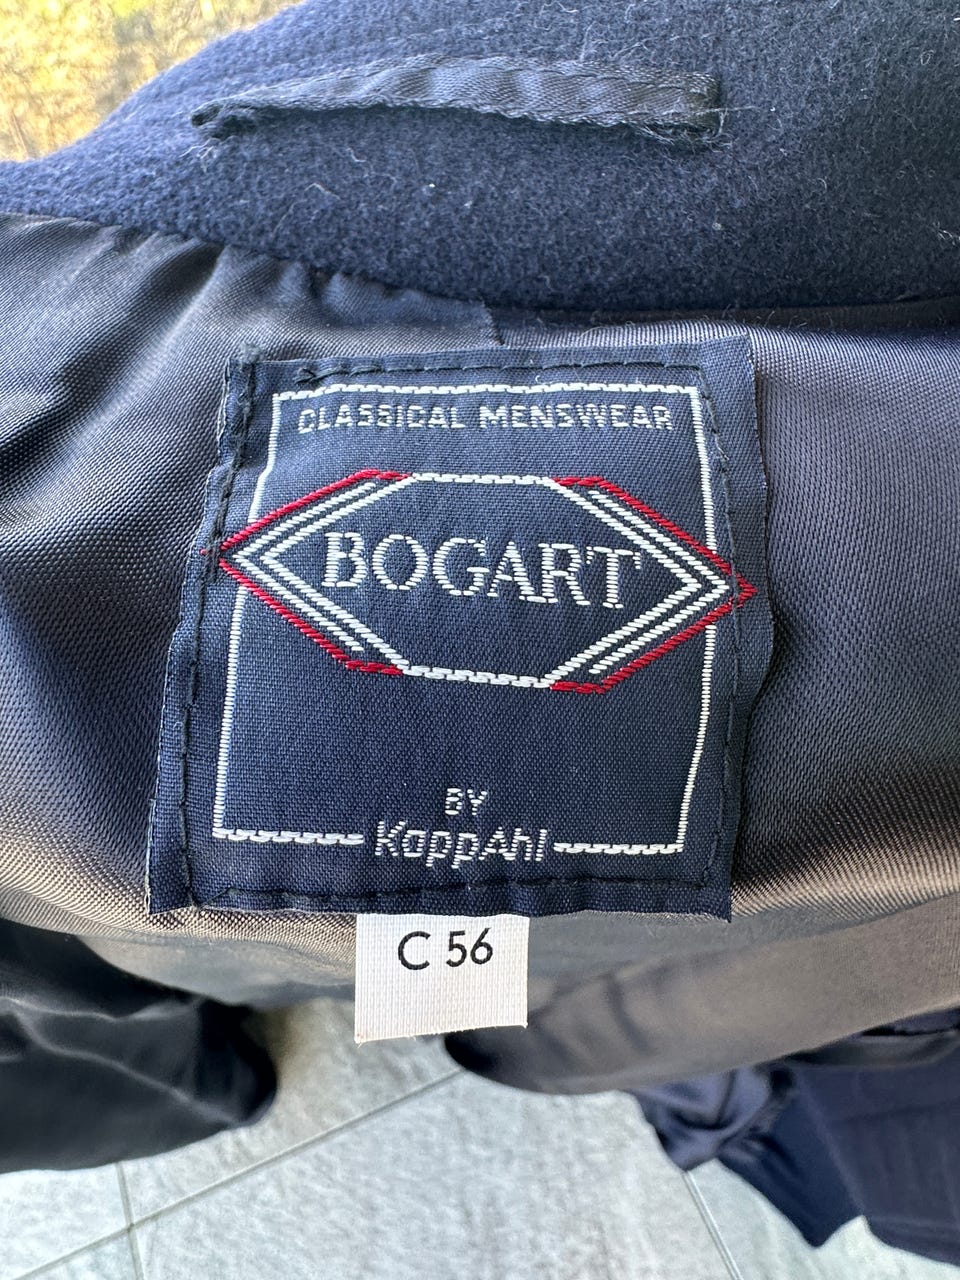 CLASSICAL MENSWEAR
BOGART
BY
KappAhl
C 56